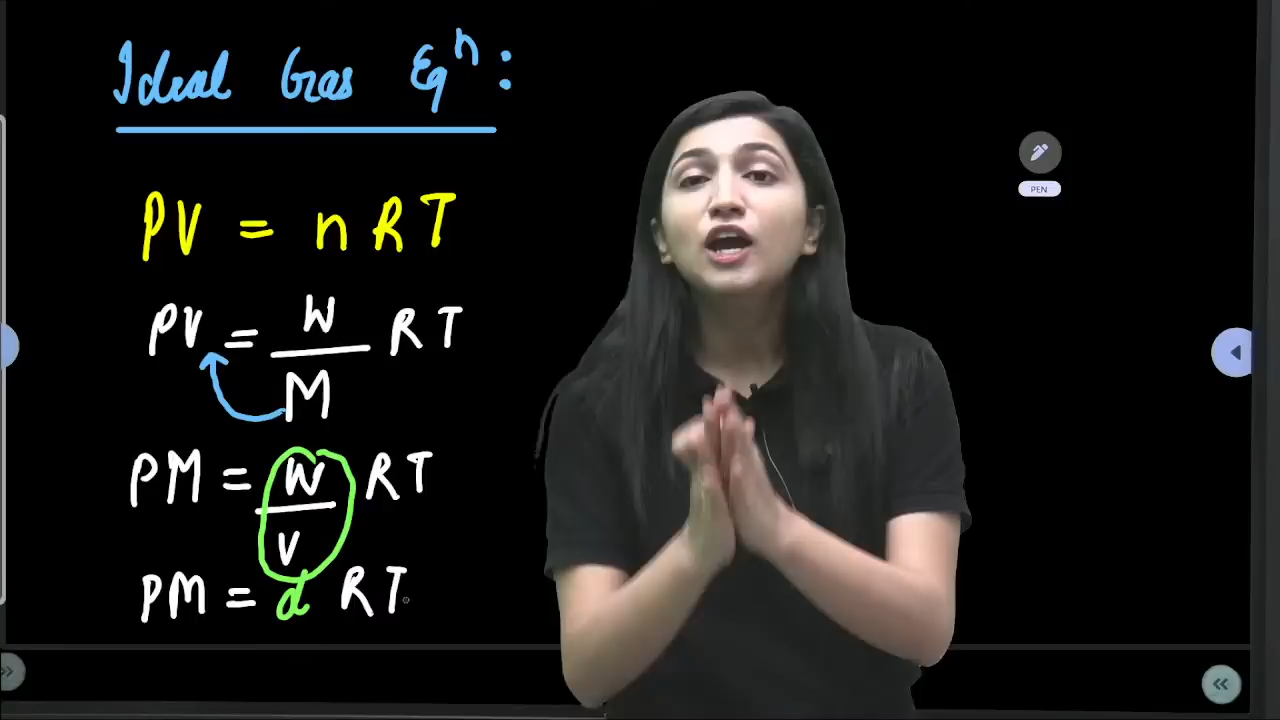 Ideal Gas Eqⁿ:
PV = nRT
PV = W/M RT
PM = W/V RT
PM = d RT
PEN